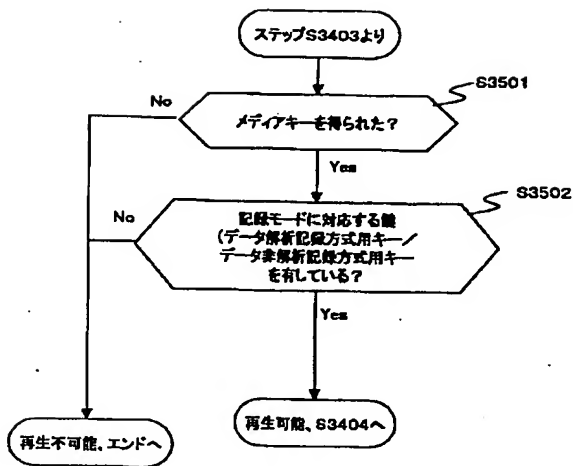 ステップS3403より
S3501
No
メディアキーを得られた?
Yes
S3502
No
記録モードに対応する鍵
(データ解析記録方式用キー/
データ非解析記録方式用キー
を有している?
Yes
再生不可能、エンドへ
再生可能、S3404へ